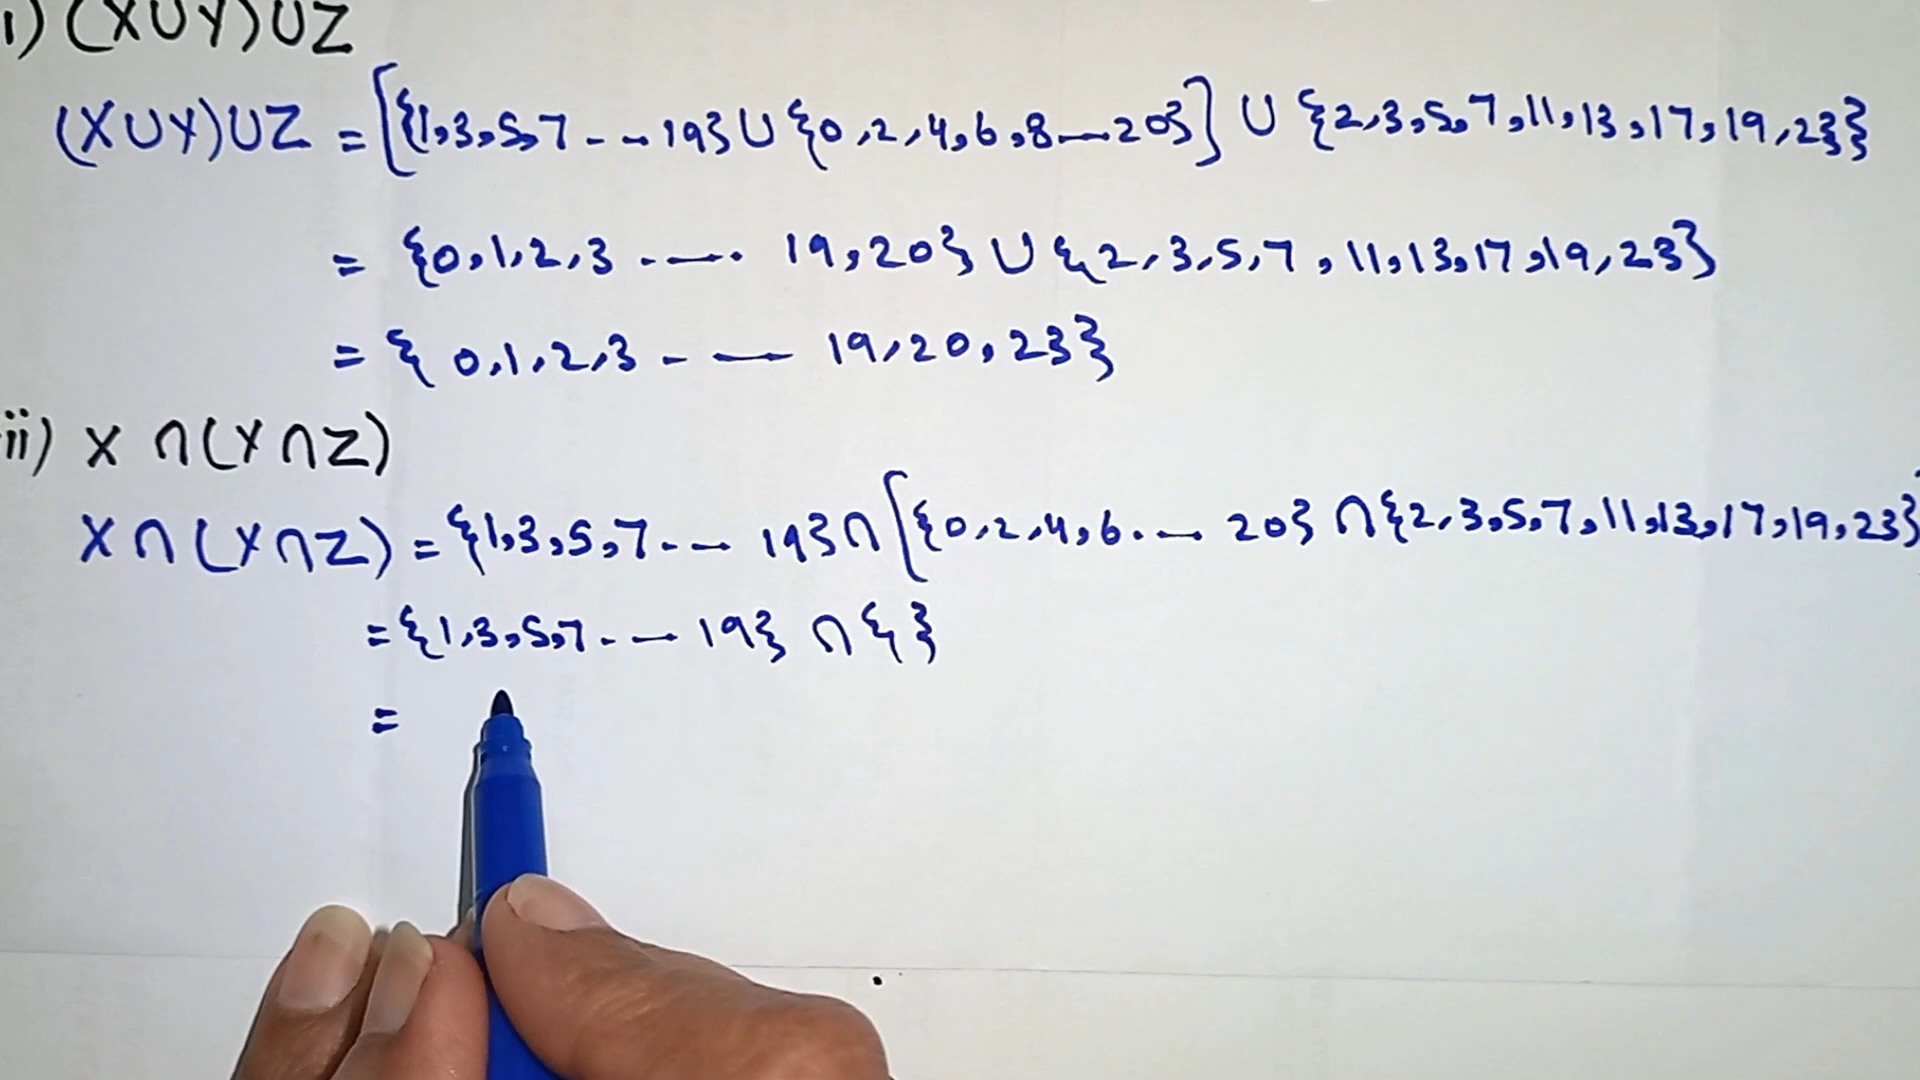 i) (X∪Y)∪Z
(X∪Y)∪Z = [{1,3,5,7 - - 19}∪{0,2,4,6,8—20}] ∪ {2,3,5,7,11,13,17,19,23}}
= {0,1,2,3 ..—. 19,20}∪{2,3,5,7,11,13,17,19,23}
= {0,1,2,3 - — 19,20,23}
ii) X∩(Y∩Z)
X∩(Y∩Z) = {1,3,5,7.- — 19}∩[{0,2,4,6.— 20}∩{2,3,5,7,11,13,17,19,23}
= {1,3,5,7.— 19}∩{}
=